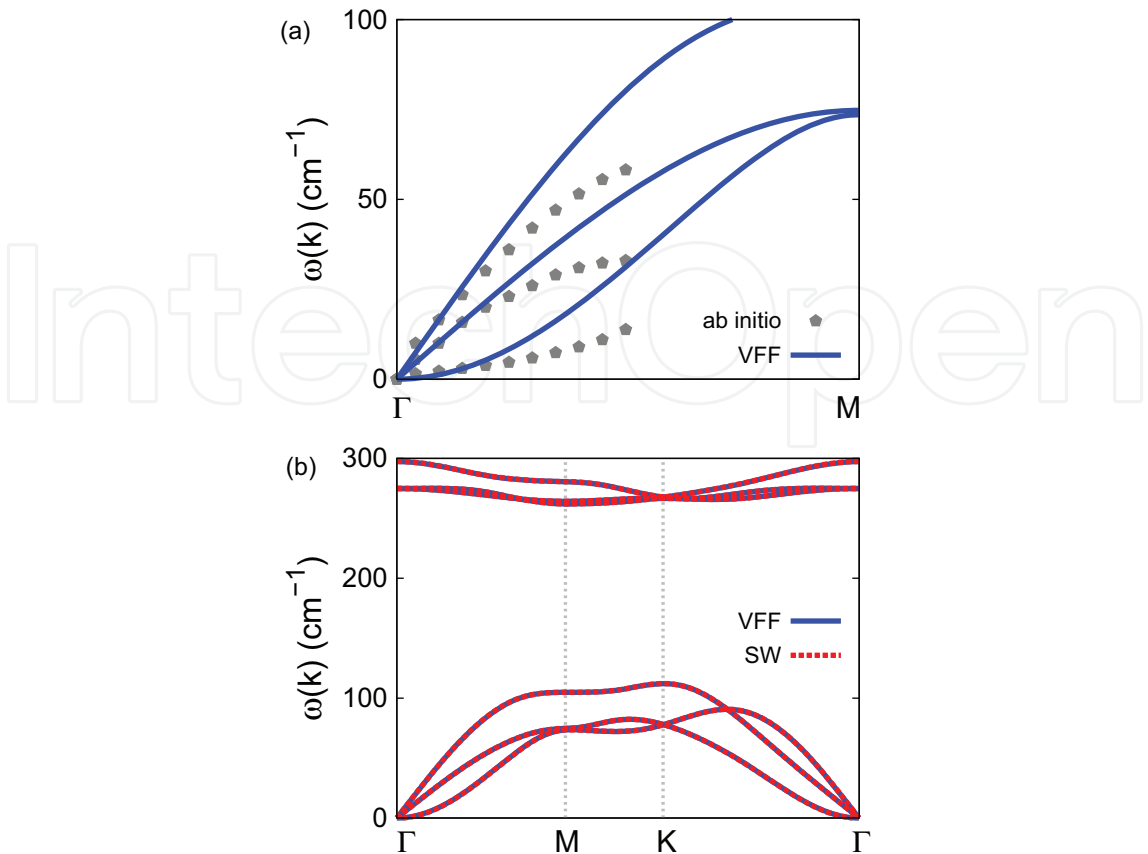 (a)
100
50
0
ω(k) (cm⁻¹)
ab initio
VFF
Γ
M
IntechOpen
(b)
300
200
100
0
ω(k) (cm⁻¹)
VFF
SW
Γ
M
K
Γ